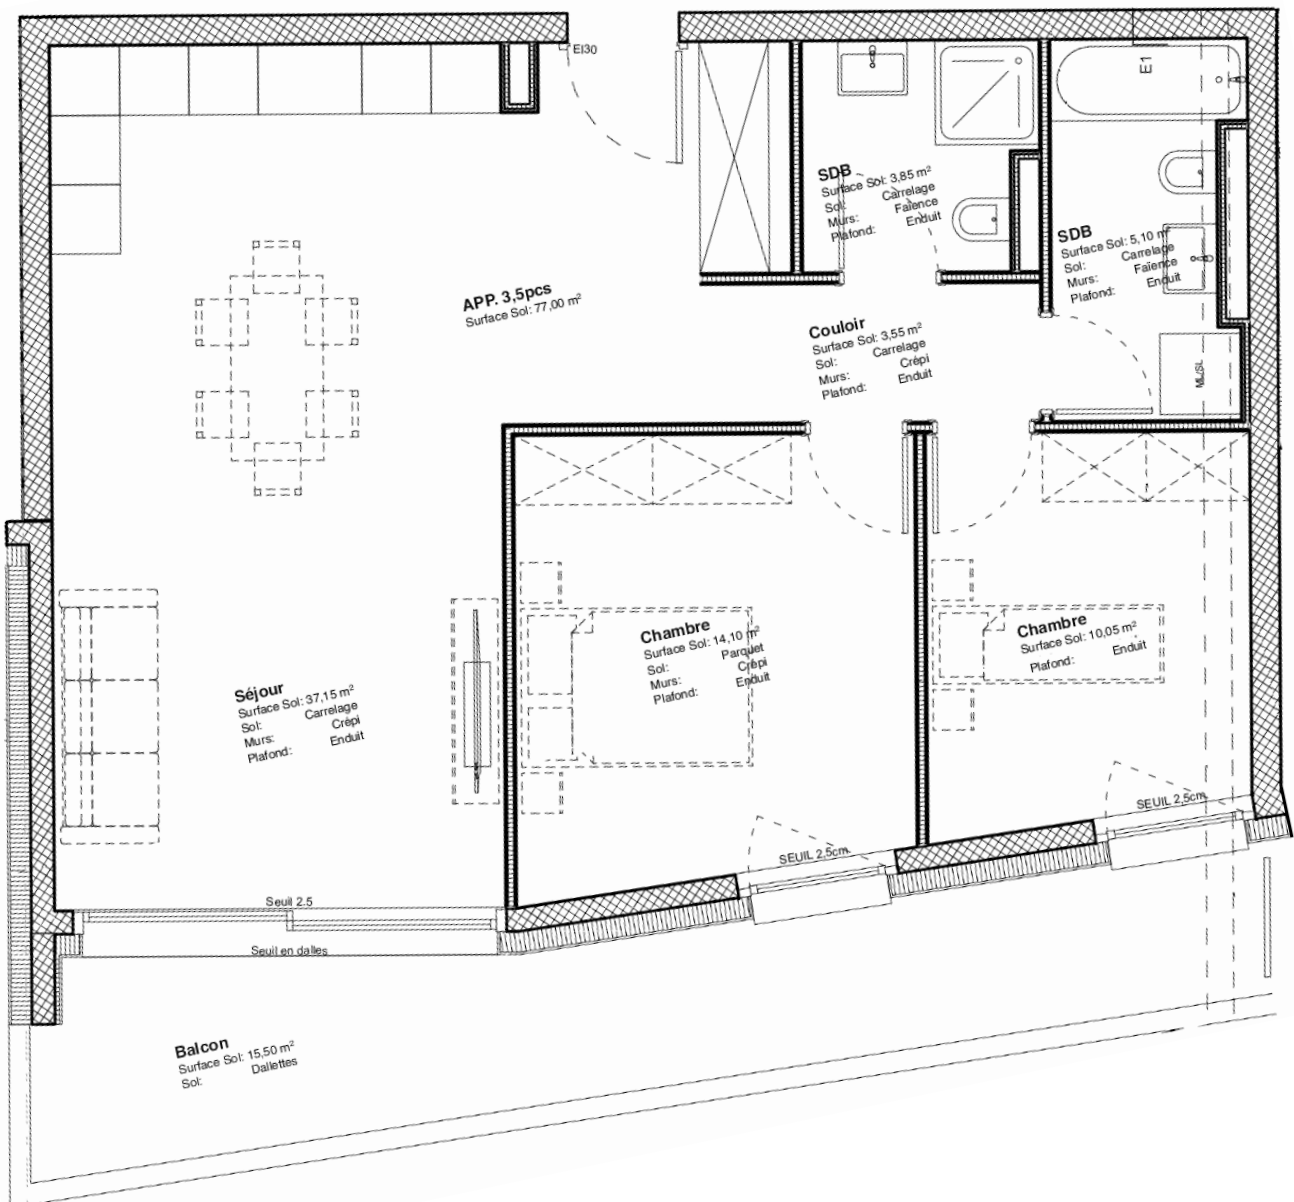 EI30
E1
SDB
Surface Sol: 3,85 m²
Sol: Carrelage
Murs: Faïence
Plafond: Enduit
SDB
Surface Sol: 5,10 m²
Sol: Carrelage
Murs: Faïence
Plafond: Enduit
APP. 3,5pcs
Surface Sol: 77,00 m²
Couloir
Surface Sol: 3,55 m²
Sol: Carrelage
Murs: Crépi
Plafond: Enduit
ML/SL
Chambre
Surface Sol: 14,10 m²
Sol: Parquet
Murs: Crépi
Plafond: Enduit
Chambre
Surface Sol: 10,05 m²
Plafond: Enduit
Séjour
Surface Sol: 37,15 m²
Sol: Carrelage
Murs: Crépi
Plafond: Enduit
SEUIL 2,5cm
SEUIL 2,5cm
Seuil 2.5
Seuil en dalles
Balcon
Surface Sol: 15,50 m²
Sol: Dallettes